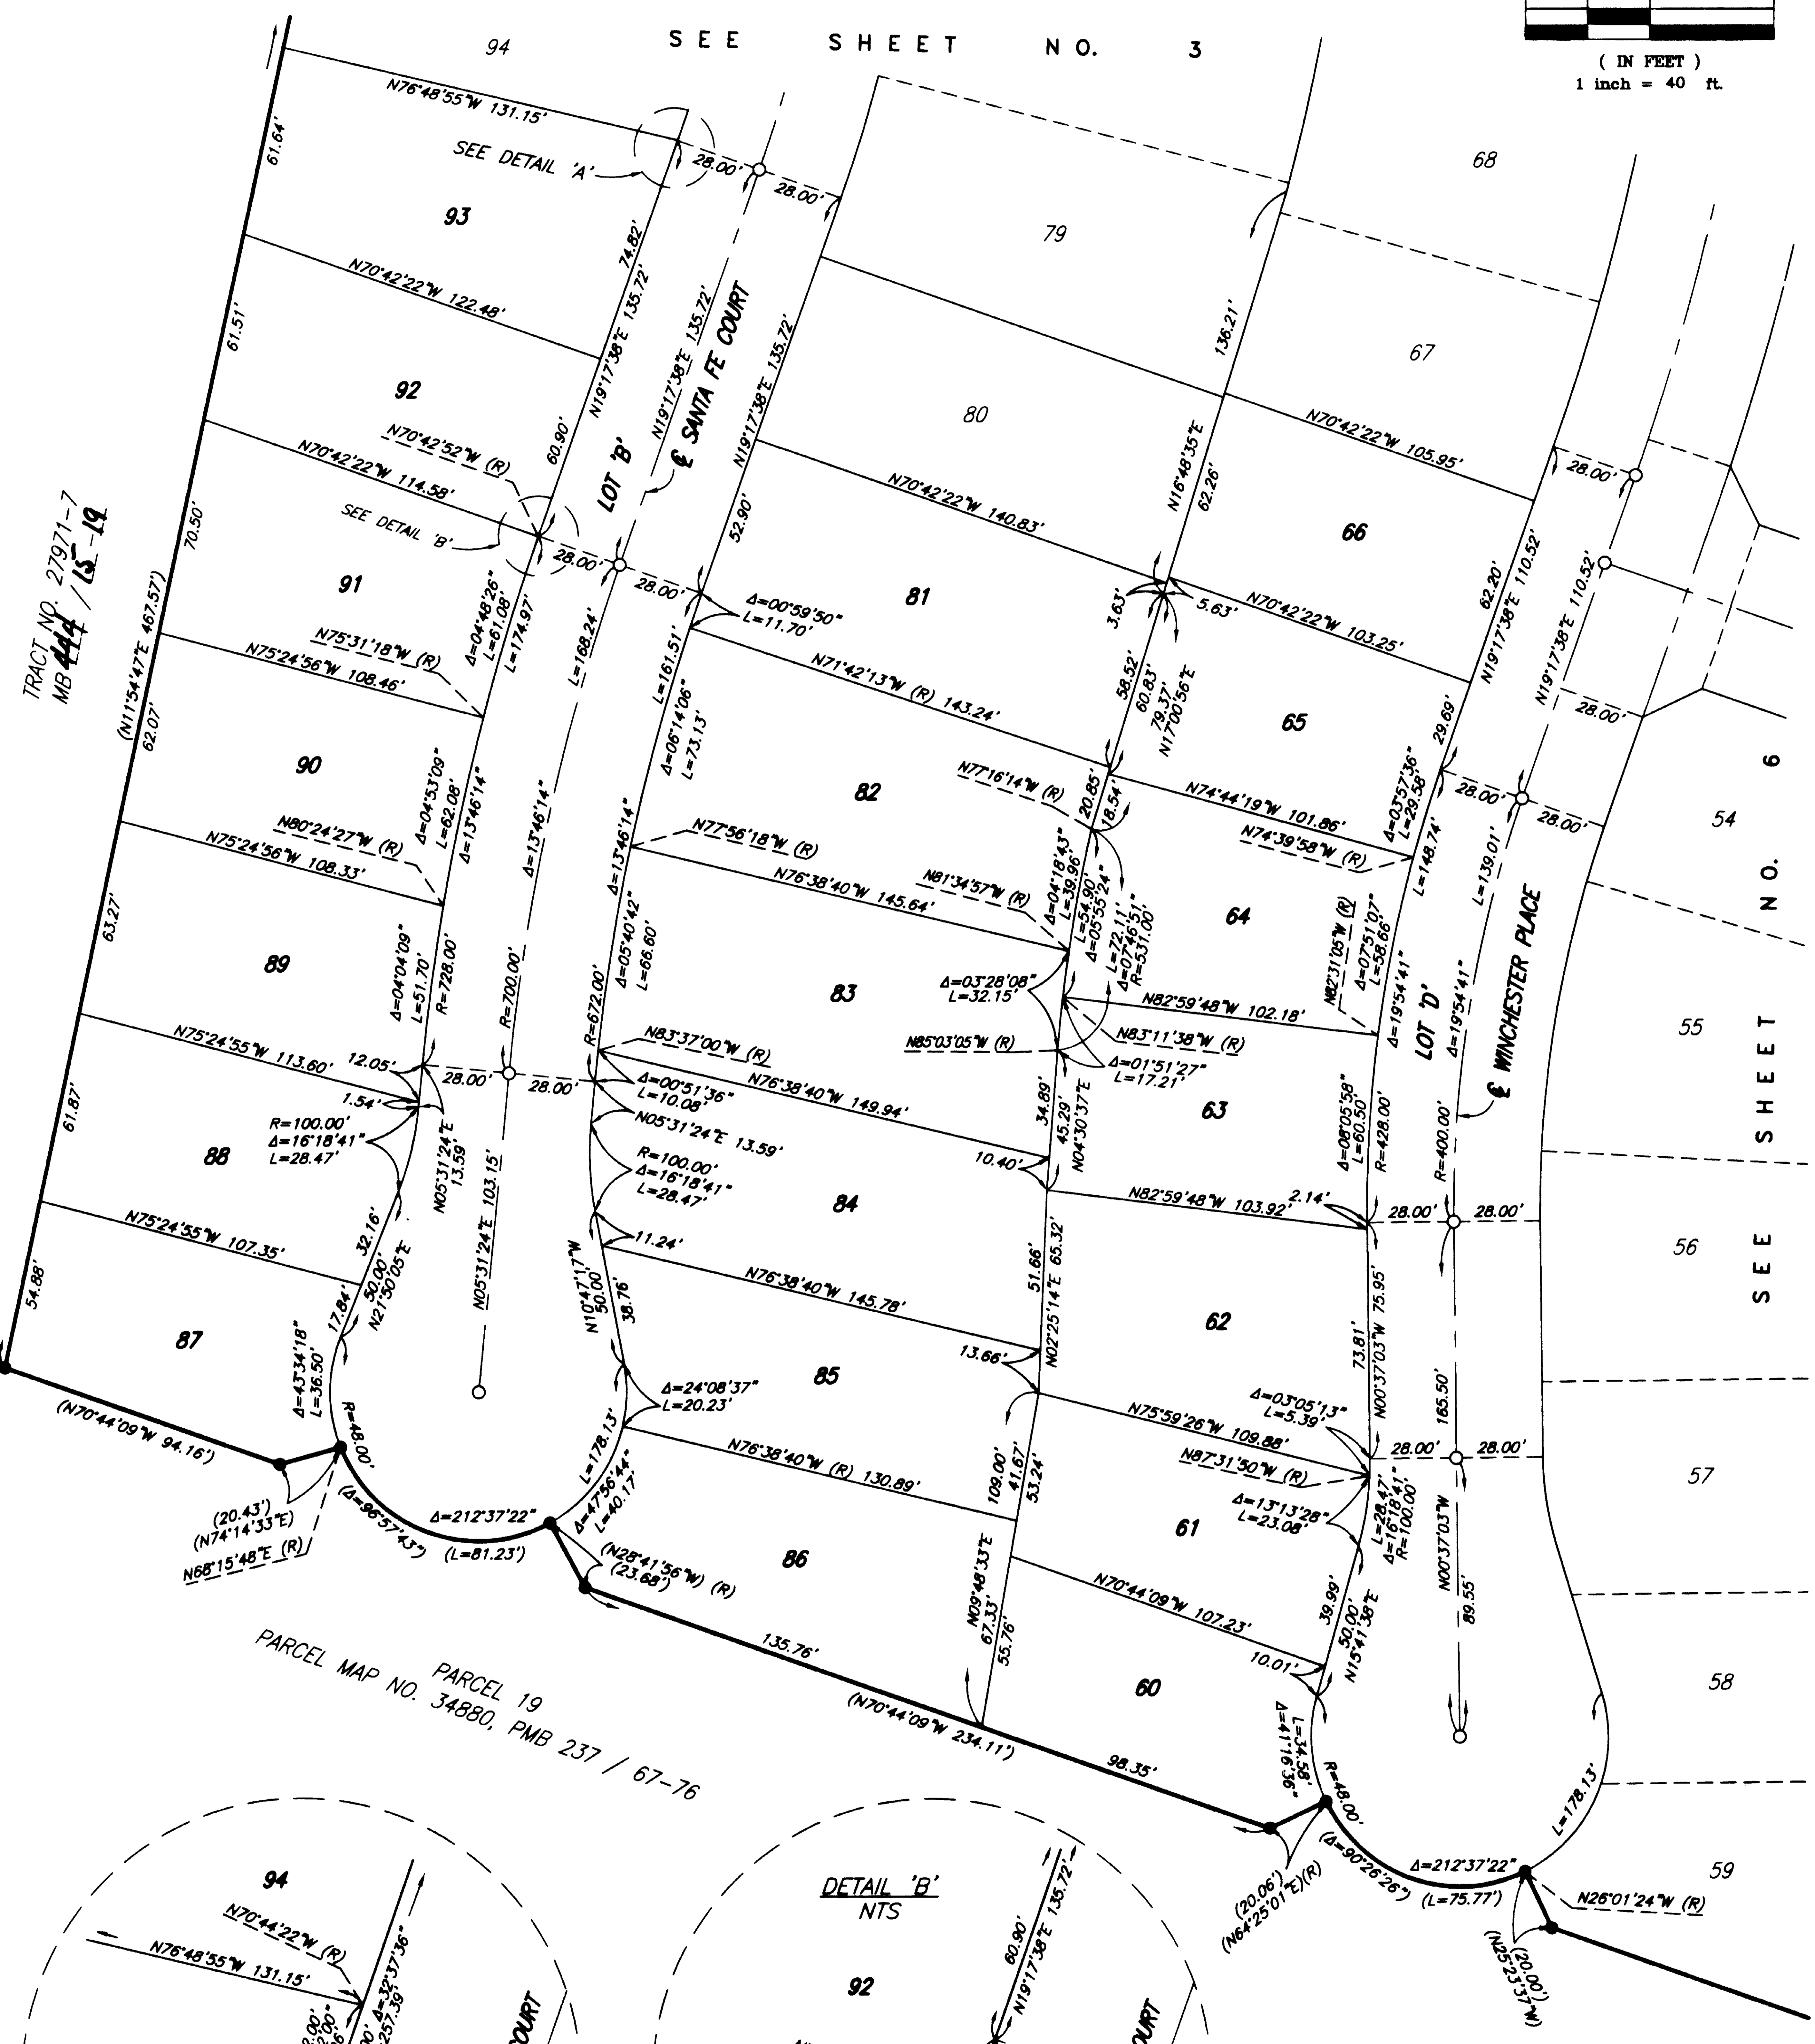 SEE SHEET NO. 3
( IN FEET )
1 inch = 40 ft.
94
N76°48'55"W 131.15'
SEE DETAIL 'A'
28.00'
28.00'
61.64'
93
74.82'
N19°17'38"E 135.72'
N70°42'22"W 122.48'
61.51'
92
60.90'
N70°42'52"W (R)
N70°42'22"W 114.58'
SEE DETAIL 'B'
LOT 'B'
N19°17'38"E 135.72'
℄ SANTA FE COURT
N19°17'38"E 135.72'
52.90'
28.00'
28.00'
TRACT NO. 27971-7
MB 444 / 15-19
(N11°54'47"E 467.57')
70.50'
91
Δ=04°48'26"
L=61.08'
L=174.97'
L=168.24'
L=161.51'
Δ=00°59'50"
L=11.70'
N75°31'18"W (R)
N75°24'56"W 108.46'
62.07'
90
Δ=04°53'09"
L=62.08'
Δ=13°46'14"
Δ=13°46'14"
Δ=13°46'14"
Δ=06°14'06"
L=73.13'
N80°24'27"W (R)
N75°24'56"W 108.33'
63.27'
89
Δ=04°04'09"
L=51.70'
R=728.00'
R=700.00'
R=672.00'
Δ=05°40'42"
L=66.60'
N75°24'55"W 113.60'
12.05'
1.54'
28.00'
28.00'
61.87'
88
R=100.00'
Δ=16°18'41"
L=28.47'
N05°31'24"E
13.59'
N05°31'24"E 103.15'
32.16'
50.00'
N21°50'05"E
17.84'
N75°24'55"W 107.35'
54.88'
87
Δ=43°34'18"
L=36.50'
R=48.00'
(N70°44'09"W 94.16')
(20.43')
(N74°14'33"E)
N68°15'48"E (R)
(Δ=96°57'43")
(L=81.23')
Δ=212°37'22"
L=178.13'
Δ=47°56'44"
L=40.17'
(N28°41'56"W) (R)
(23.68')
79
80
136.21'
N16°48'35"E
62.26'
N70°42'22"W 140.83'
81
3.63'
5.63'
58.52'
60.83'
79.37'
N17°00'56"E
N71°42'13"W (R) 143.24'
82
N77°16'14"W (R)
20.85'
18.54'
N77°56'18"W (R)
N76°38'40"W 145.64'
N81°34'57"W (R)
Δ=04°18'43"
L=39.96'
L=54.90'
Δ=05°55'24"
L=72.11'
Δ=07°46'51"
R=531.00'
83
Δ=03°28'08"
L=32.15'
N83°37'00"W (R)
N85°03'05"W (R)
N83°11'38"W (R)
Δ=01°51'27"
L=17.21'
Δ=00°51'36"
L=10.08'
N76°38'40"W 149.94'
N05°31'24"E 13.59'
R=100.00'
Δ=16°18'41"
L=28.47'
34.89'
45.29'
N04°30'37"E
10.40'
84
11.24'
N10°47'17"W
50.00'
38.76'
N76°38'40"W 145.78'
51.66'
N02°25'14"E 65.32'
13.66'
85
Δ=24°08'37"
L=20.23'
N76°38'40"W (R) 130.89'
109.00'
41.67'
53.24'
86
N09°48'33"E
67.33'
55.76'
135.76'
(N70°44'09"W 234.11')
98.35'
68
67
N70°42'22"W 105.95'
28.00'
66
N70°42'22"W 103.25'
62.20'
N19°17'38"E 110.52'
N19°17'38"E 110.52'
28.00'
65
29.69'
N74°44'19"W 101.86'
N74°39'58"W (R)
Δ=03°57'36"
L=29.58'
L=148.74'
L=139.01'
28.00'
28.00'
64
N82°31'05"W (R)
Δ=07°51'07"
L=58.66'
Δ=19°54'41"
LOT 'D'
Δ=19°54'41"
℄ WINCHESTER PLACE
N82°59'48"W 102.18'
63
Δ=08°05'58"
L=60.50'
R=428.00'
R=400.00'
N82°59'48"W 103.92'
2.14'
28.00'
28.00'
62
73.81'
N00°37'03"W 75.95'
165.50'
Δ=03°05'13"
L=5.39'
N75°59'26"W 109.88'
N87°31'50"W (R)
28.00'
28.00'
61
Δ=13°13'28"
L=23.08'
L=28.47'
Δ=16°18'41"
R=100.00'
N00°37'03"W
89.55'
N70°44'09"W 107.23'
39.99'
50.00'
N15°41'38"E
10.01'
60
L=34.58'
Δ=41°16'36"
R=48.00'
(20.06')
(N64°25'01"E)(R)
(Δ=90°26'26")
(L=75.77')
Δ=212°37'22"
L=178.13'
N26°01'24"W (R)
(20.00')
(N25°23'37"W)
54
55
56
57
58
59
SEE SHEET NO. 6
PARCEL 19
PARCEL MAP NO. 34880, PMB 237 / 67-76
94
N70°44'22"W (R)
N76°48'55"W 131.15'
Δ=32°37'36"
257.39'
COURT
DETAIL 'B'
NTS
92
60.90'
N19°17'38"E 135.72'
COURT